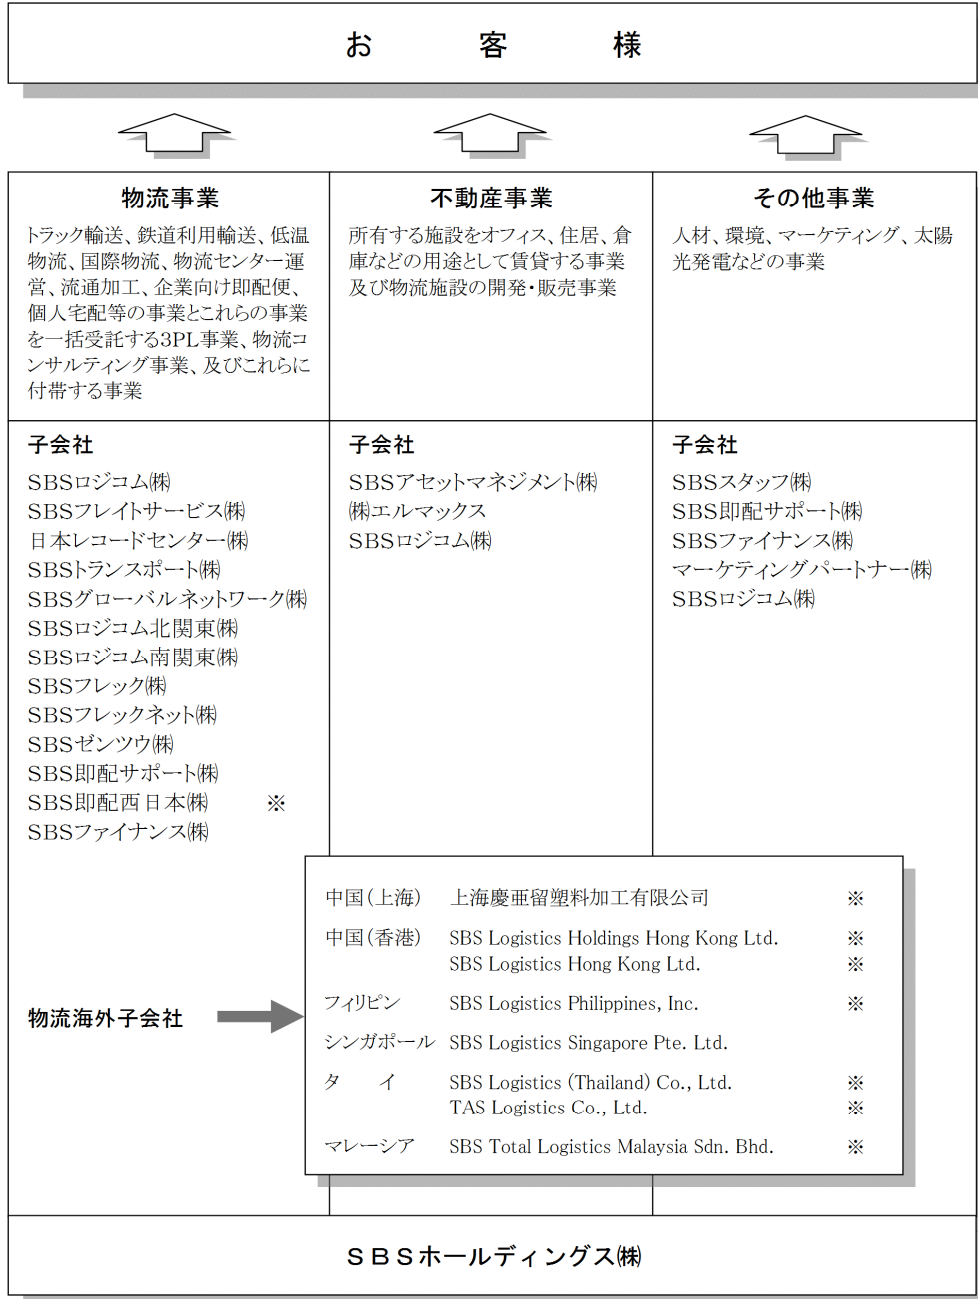 お 客 様
物流事業
トラック輸送、鉄道利用輸送、低温
物流、国際物流、物流センター運
営、流通加工、企業向け即配便、
個人宅配等の事業とこれらの事業
を一括受託する3PL事業、物流コ
ンサルティング事業、及びこれらに
付帯する事業
不動産事業
所有する施設をオフィス、住居、倉
庫などの用途として賃貸する事業
及び物流施設の開発・販売事業
その他事業
人材、環境、マーケティング、太陽
光発電などの事業
子会社
SBSロジコム㈱
SBSフレイトサービス㈱
日本レコードセンター㈱
SBSトランスポート㈱
SBSグローバルネットワーク㈱
SBSロジコム北関東㈱
SBSロジコム南関東㈱
SBSフレック㈱
SBSフレックネット㈱
SBSゼンツウ㈱
SBS即配サポート㈱
SBS即配西日本㈱ ※
SBSファイナンス㈱
子会社
SBSアセットマネジメント㈱
㈱エルマックス
SBSロジコム㈱
子会社
SBSスタッフ㈱
SBS即配サポート㈱
SBSファイナンス㈱
マーケティングパートナー㈱
SBSロジコム㈱
物流海外子会社
中国(上海) 上海慶亜留塑料加工有限公司 ※
中国(香港) SBS Logistics Holdings Hong Kong Ltd. ※
SBS Logistics Hong Kong Ltd. ※
フィリピン SBS Logistics Philippines, Inc. ※
シンガポール SBS Logistics Singapore Pte. Ltd.
タ イ SBS Logistics (Thailand) Co., Ltd. ※
TAS Logistics Co., Ltd. ※
マレーシア SBS Total Logistics Malaysia Sdn. Bhd. ※
ＳＢＳホールディングス㈱